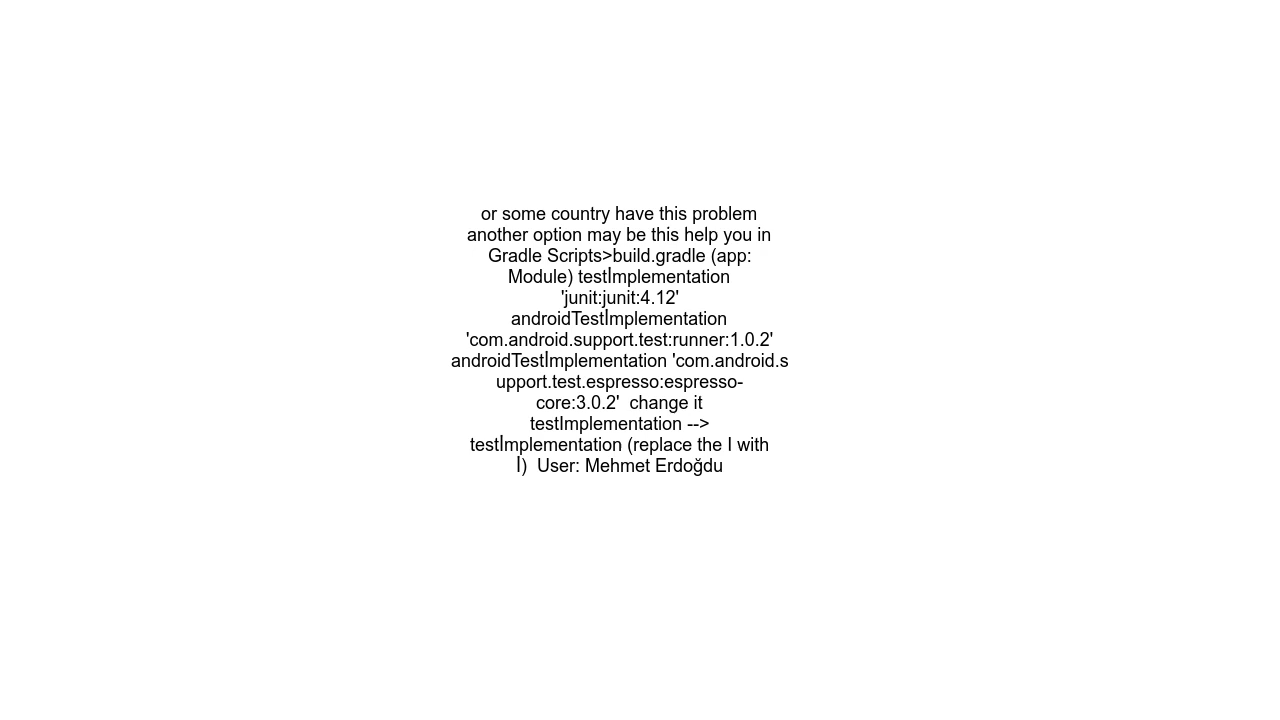 or some country have this problem
another option may be this help you in
Gradle Scripts>build.gradle (app:
Module) testİmplementation
'junit:junit:4.12'
androidTestİmplementation
'com.android.support.test:runner:1.0.2'
androidTestİmplementation 'com.android.s
upport.test.espresso:espresso-
core:3.0.2'  change it
testImplementation -->
testİmplementation (replace the I with
İ)  User: Mehmet Erdoğdu